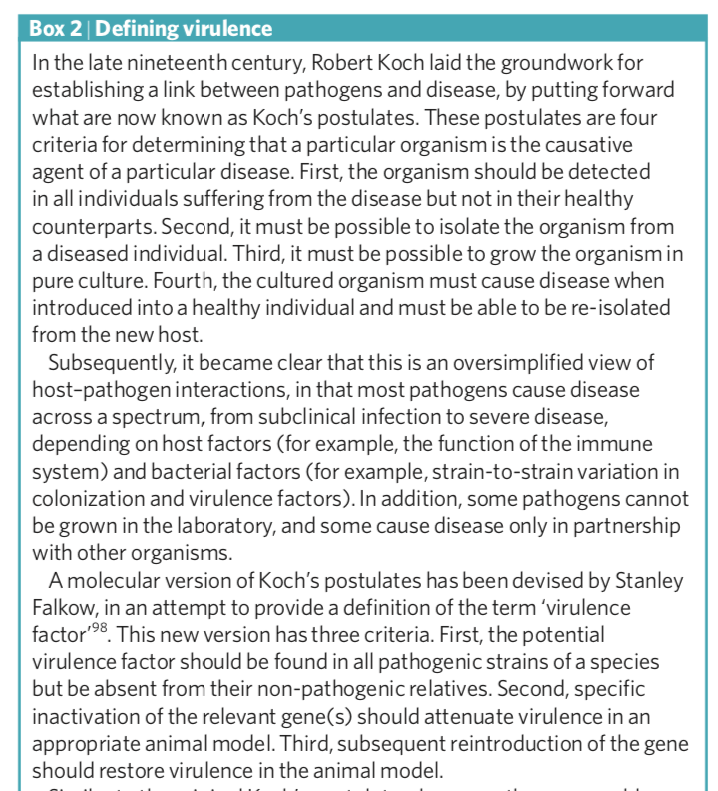 Box 2 | Defining virulence
In the late nineteenth century, Robert Koch laid the groundwork for
establishing a link between pathogens and disease, by putting forward
what are now known as Koch's postulates. These postulates are four
criteria for determining that a particular organism is the causative
agent of a particular disease. First, the organism should be detected
in all individuals suffering from the disease but not in their healthy
counterparts. Second, it must be possible to isolate the organism from
a diseased individual. Third, it must be possible to grow the organism in
pure culture. Fourth, the cultured organism must cause disease when
introduced into a healthy individual and must be able to be re-isolated
from the new host.
Subsequently, it became clear that this is an oversimplified view of
host–pathogen interactions, in that most pathogens cause disease
across a spectrum, from subclinical infection to severe disease,
depending on host factors (for example, the function of the immune
system) and bacterial factors (for example, strain-to-strain variation in
colonization and virulence factors). In addition, some pathogens cannot
be grown in the laboratory, and some cause disease only in partnership
with other organisms.
A molecular version of Koch's postulates has been devised by Stanley
Falkow, in an attempt to provide a definition of the term 'virulence
factor'98. This new version has three criteria. First, the potential
virulence factor should be found in all pathogenic strains of a species
but be absent from their non-pathogenic relatives. Second, specific
inactivation of the relevant gene(s) should attenuate virulence in an
appropriate animal model. Third, subsequent reintroduction of the gene
should restore virulence in the animal model.